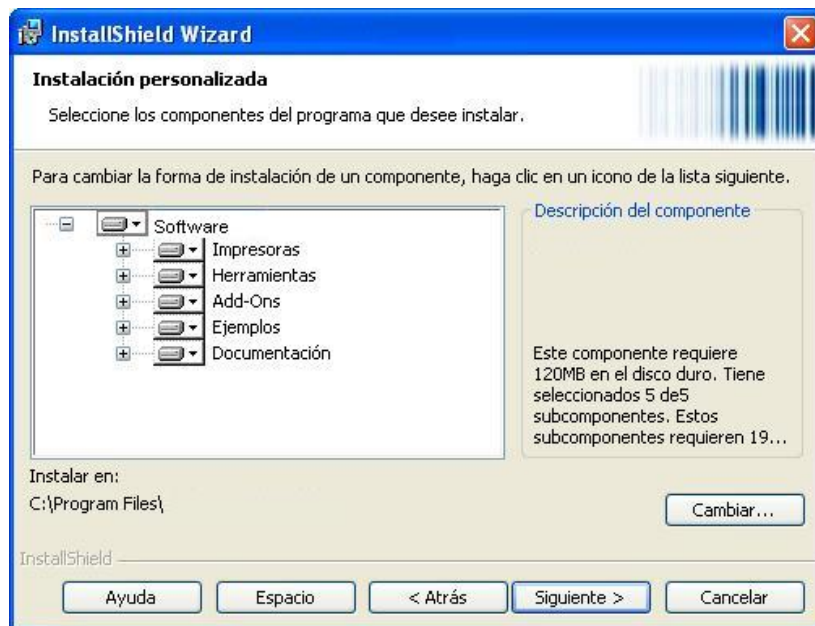 InstallShield Wizard
Instalación personalizada
Seleccione los componentes del programa que desee instalar.
Para cambiar la forma de instalación de un componente, haga clic en un icono de la lista siguiente.
Software
Impresoras
Herramientas
Add-Ons
Ejemplos
Documentación
Descripción del componente
Este componente requiere
120MB en el disco duro. Tiene
seleccionados 5 de5
subcomponentes. Estos
subcomponentes requieren 19...
Instalar en:
C:\Program Files\
Cambiar...
InstallShield
Ayuda
Espacio
< Atrás
Siguiente >
Cancelar